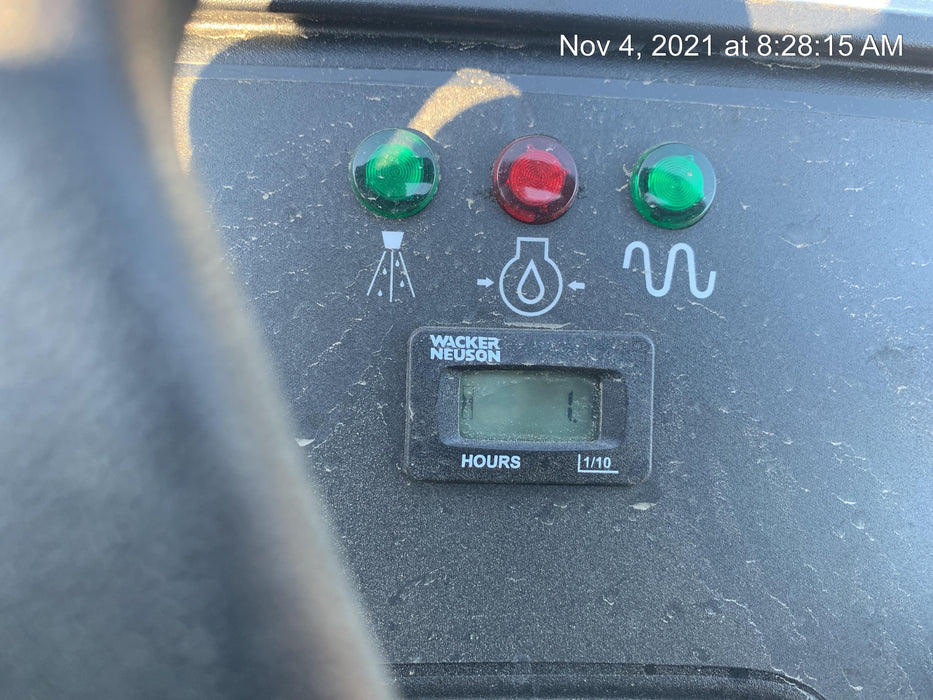 Nov 4, 2021 at 8:28:15 AM
WACKER
NEUSON
HOURS 1/10